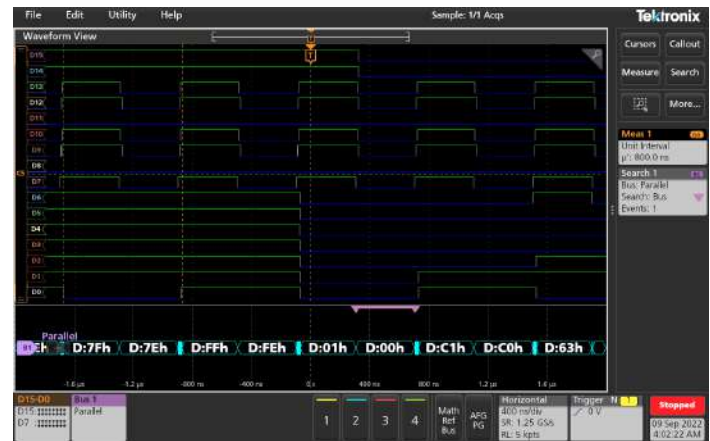 File Edit Utility Help Sample: 1/1 Acqs Tektronix
Waveform View
Cursors Callout
Measure Search
More...
Meas 1
Unit Interval
µ': 800.0 ns
Search 1
Bus: Parallel
Search: Bus
Events: 1
T
D15
D14
D13
D12
D11
D10
D9
D8
D7
D6
D5
D4
D3
D2
D1
D0
Parallel
B1 Eh D:7Fh D:7Eh D:FFh D:FEh D:01h D:00h D:C1h D:C0h D:63h
-1.6 µs -1.2 µs -800 ns -400 ns 0 s 400 ns 800 ns 1.2 µs 1.6 µs
D15-D0
D15:
D7 :
Bus 1
Parallel
1 2 3 4
Math
Ref
Bus
AFG
PG
Horizontal
400 ns/div
SR: 1.25 GS/s
RL: 5 kpts
Trigger N 1
0 V
Stopped
09 Sep 2022
4:02:22 AM